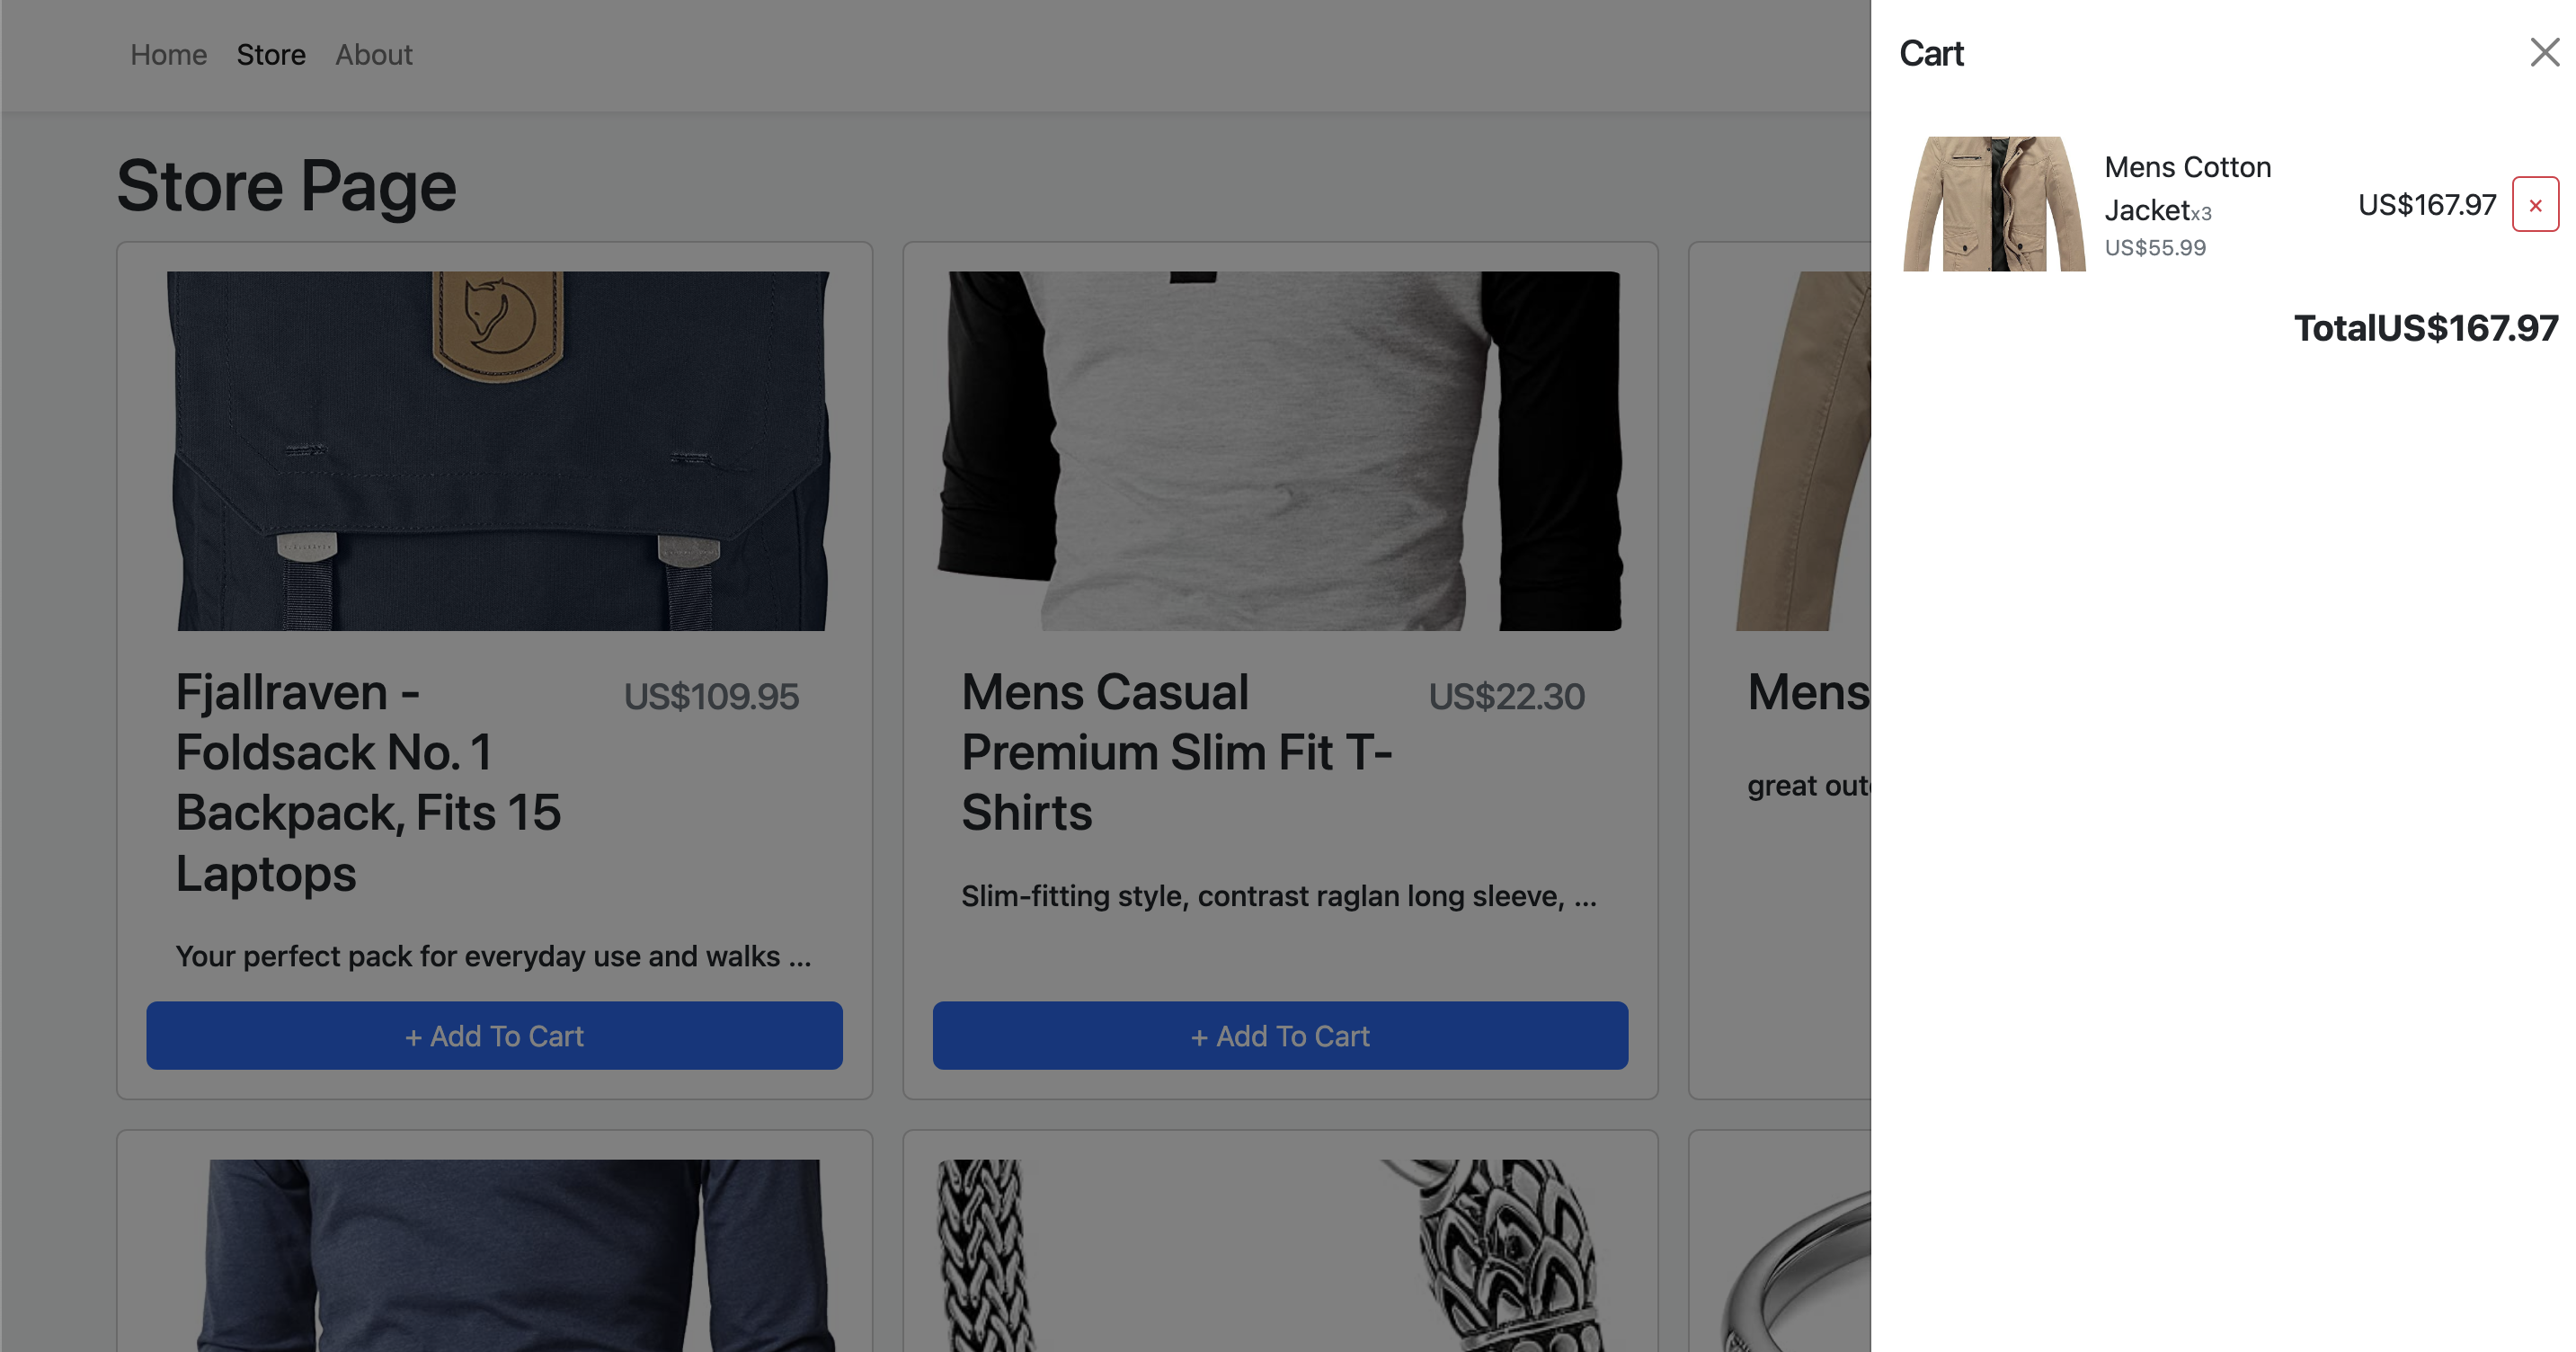 Home Store About
Store Page
Fjallraven -
Foldsack No. 1
Backpack, Fits 15
Laptops
US$109.95
Your perfect pack for everyday use and walks ...
+ Add To Cart
Mens Casual
Premium Slim Fit T-
Shirts
US$22.30
Slim-fitting style, contrast raglan long sleeve, ...
+ Add To Cart
Mens
great out
Cart
Mens Cotton
Jacketx3
US$55.99
US$167.97
×
TotalUS$167.97